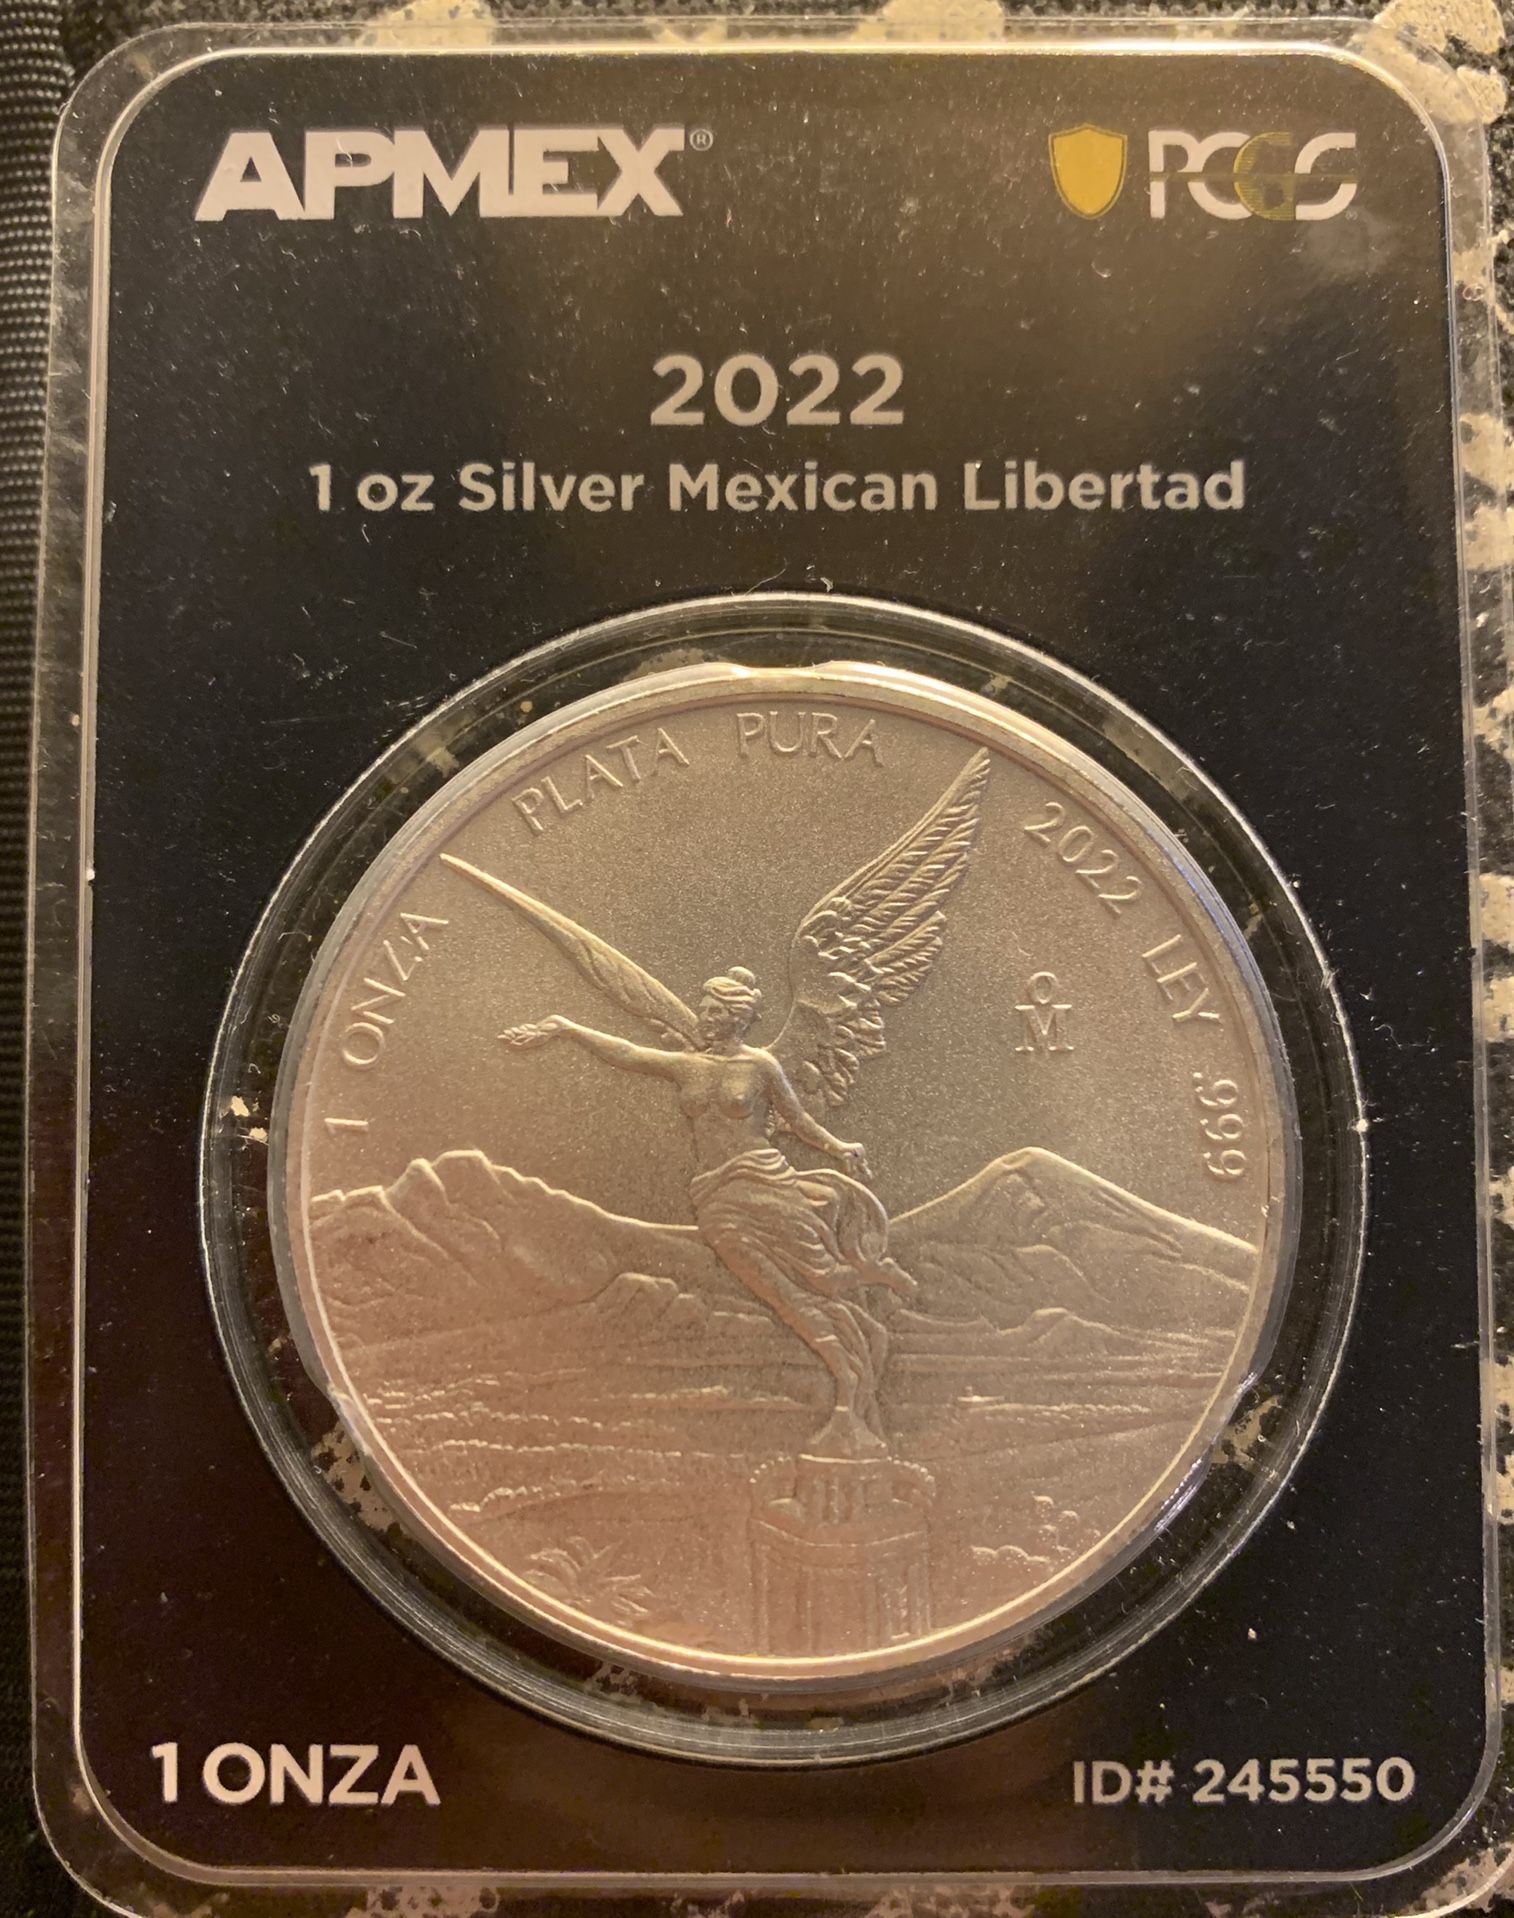 APMEX®
PCGS
2022
1 oz Silver Mexican Libertad
1 ONZA PLATA PURA 2022 LEY .999
oM
1 ONZA
ID# 245550